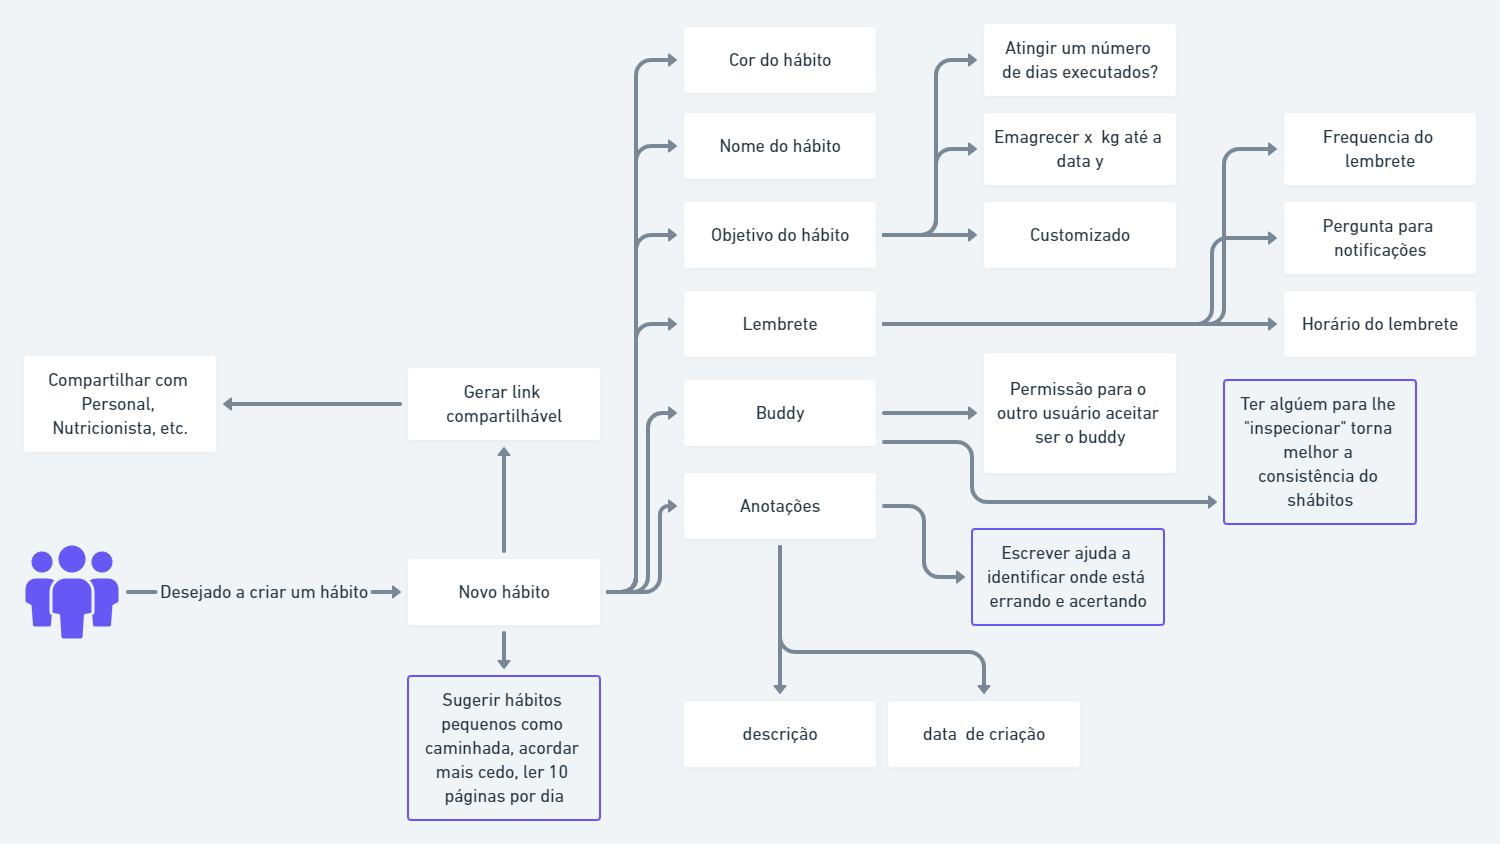 Cor do hábito
Nome do hábito
Objetivo do hábito
Lembrete
Buddy
Anotações
Atingir um número
de dias executados?
Emagrecer x  kg até a
data y
Customizado
Frequencia do
lembrete
Pergunta para
notificações
Horário do lembrete
Permissão para o
outro usuário aceitar
ser o buddy
Ter algúem para lhe
"inspecionar" torna
melhor a
consistência do
shábitos
Escrever ajuda a
identificar onde está
errando e acertando
Compartilhar com
Personal,
Nutricionista, etc.
Gerar link
compartilhável
Desejado a criar um hábito
Novo hábito
Sugerir hábitos
pequenos como
caminhada, acordar
mais cedo, ler 10
páginas por dia
descrição
data  de criação